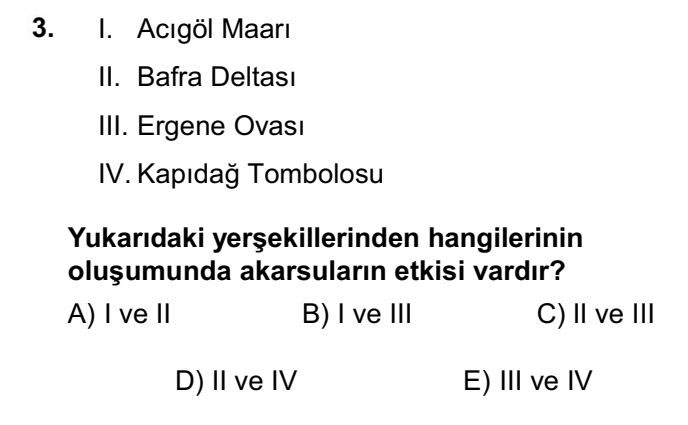 3. I. Acıgöl Maarı
II. Bafra Deltası
III. Ergene Ovası
IV. Kapıdağ Tombolosu
Yukarıdaki yerşekillerinden hangilerinin
oluşumunda akarsuların etkisi vardır?
A) I ve II B) I ve III C) II ve III
D) II ve IV E) III ve IV